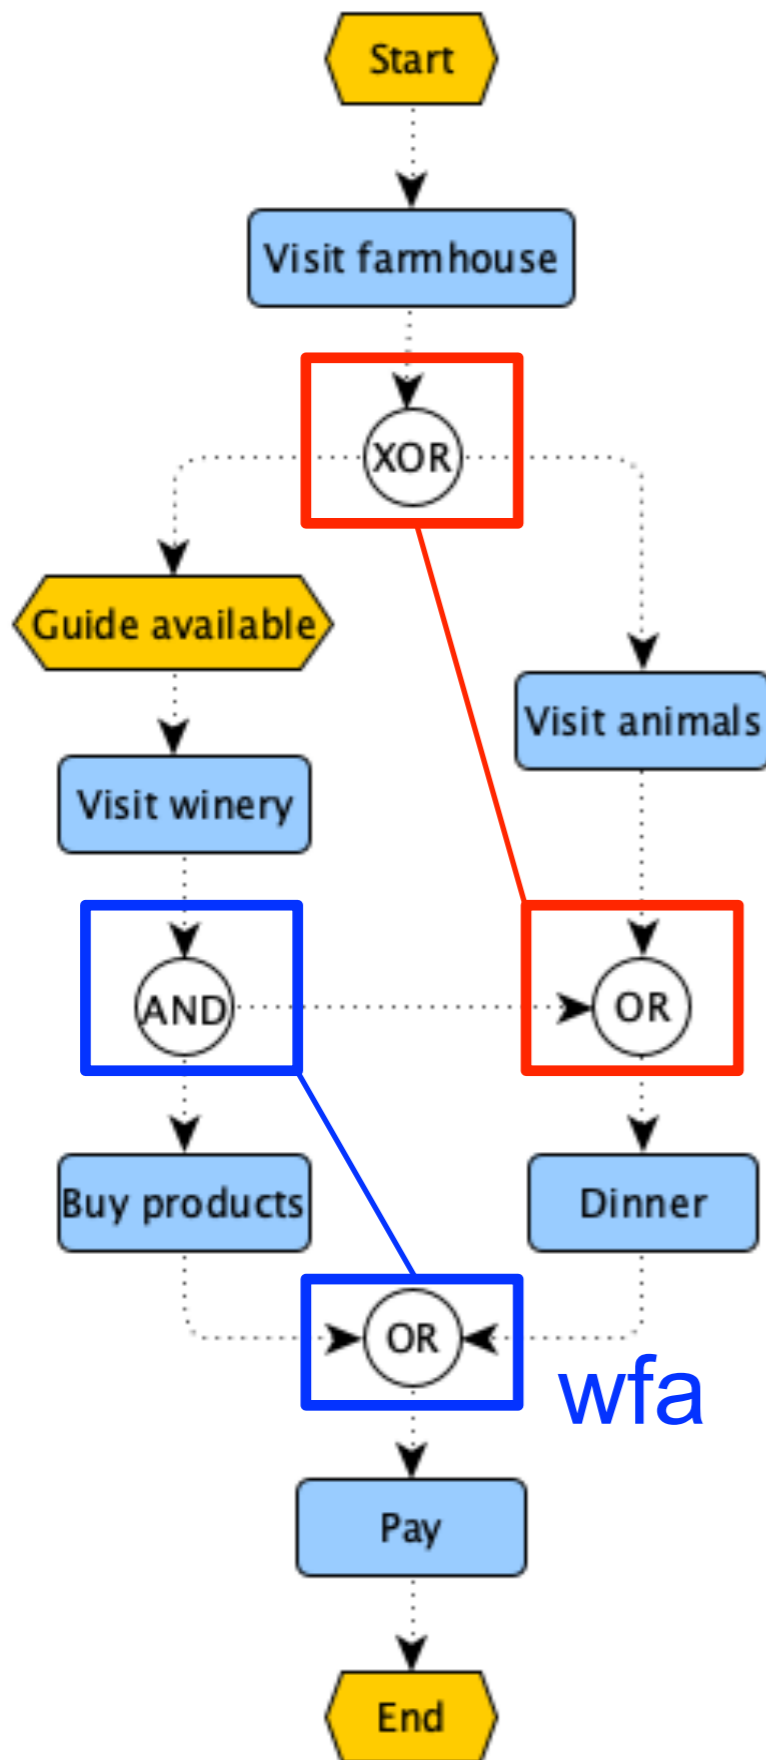 Start
Visit farmhouse
XOR
Guide available
Visit animals
Visit winery
AND
OR
Buy products
Dinner
OR
wfa
Pay
End